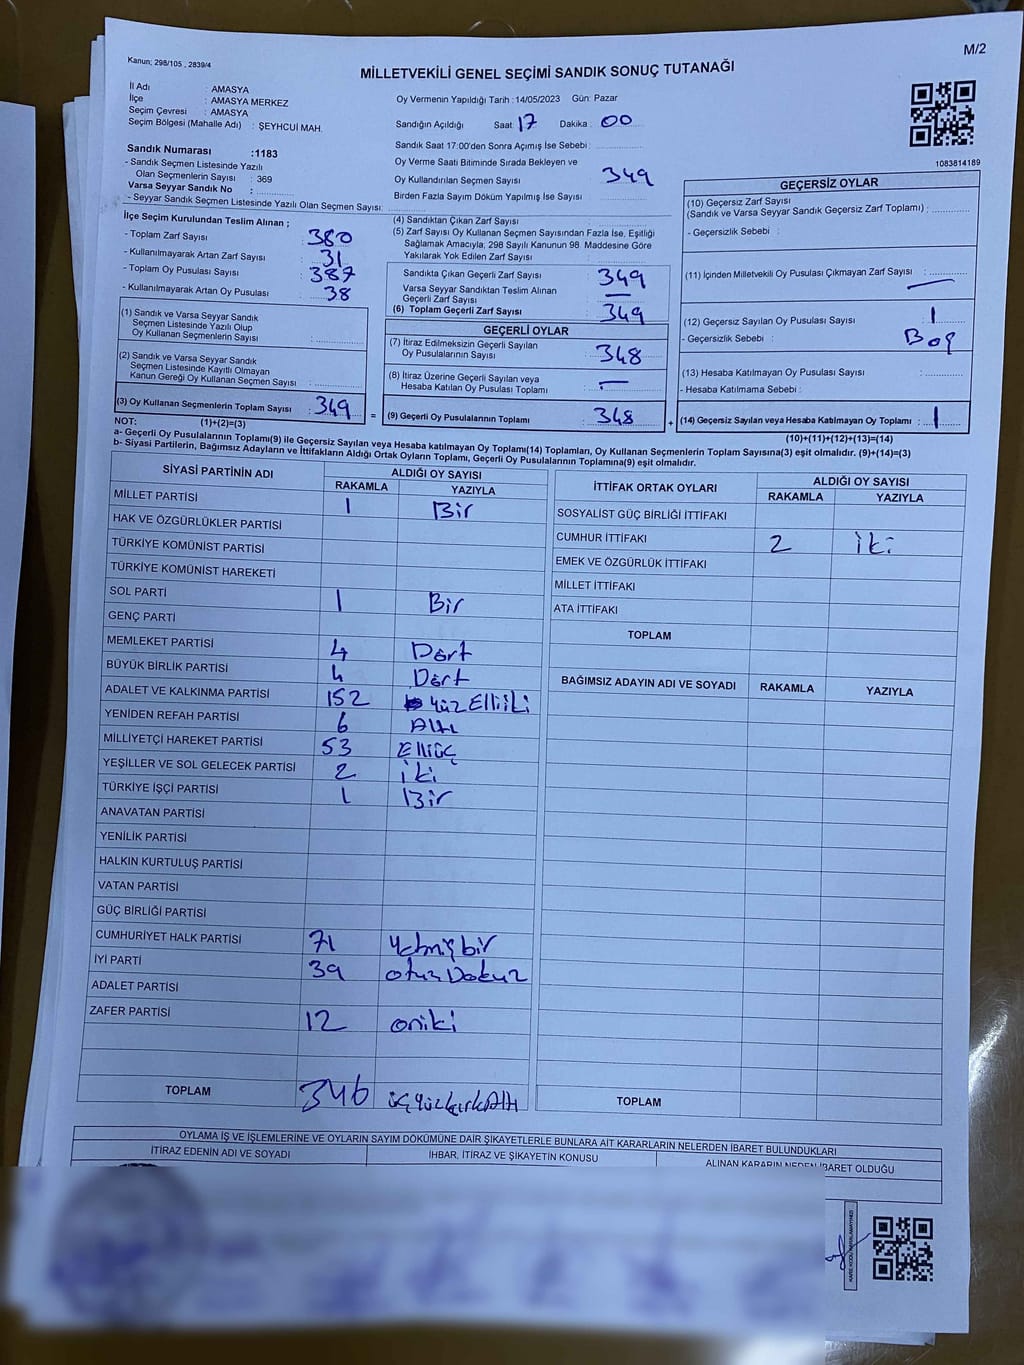 M/2
Kanun; 298/105 , 2839/4
MİLLETVEKİLİ GENEL SEÇİMİ SANDIK SONUÇ TUTANAĞI
İl Adı : AMASYA
İlçe : AMASYA MERKEZ
Seçim Çevresi : AMASYA
Seçim Bölgesi (Mahalle Adı) : ŞEYHCUİ MAH.
Sandık Numarası :1183
- Sandık Seçmen Listesinde Yazılı
Olan Seçmenlerin Sayısı : 369
Varsa Seyyar Sandık No :
- Seyyar Sandık Seçmen Listesinde Yazılı Olan Seçmen Sayısı:
Oy Vermenin Yapıldığı Tarih :14/05/2023 Gün: Pazar
Sandığın Açıldığı Saat 17 Dakika : 00
Sandık Saat 17:00'den Sonra Açılmış İse Sebebi :
Oy Verme Saati Bitiminde Sırada Bekleyen ve
Oy Kullandırılan Seçmen Sayısı 349
Birden Fazla Sayım Döküm Yapılmış İse Sayısı :
1083814189
İlçe Seçim Kurulundan Teslim Alınan ;
- Toplam Zarf Sayısı : 380
- Kullanılmayarak Artan Zarf Sayısı : 31
- Toplam Oy Pusulası Sayısı : 387
- Kullanılmayarak Artan Oy Pusulası : 38
(1) Sandık ve Varsa Seyyar Sandık
Seçmen Listesinde Yazılı Olup
Oy Kullanan Seçmenlerin Sayısı :
(2) Sandık ve Varsa Seyyar Sandık
Seçmen Listesinde Kayıtlı Olmayan
Kanun Gereği Oy Kullanan Seçmen Sayısı :
(3) Oy Kullanan Seçmenlerin Toplam Sayısı : 349
(1)+(2)=(3)
(4) Sandıktan Çıkan Zarf Sayısı :
(5) Zarf Sayısı Oy Kullanan Seçmen Sayısından Fazla İse, Eşitliği
Sağlamak Amacıyla, 298 Sayılı Kanunun 98. Maddesine Göre
Yakılarak Yok Edilen Zarf Sayısı :
Sandıkta Çıkan Geçerli Zarf Sayısı : 349
Varsa Seyyar Sandıktan Teslim Alınan
Geçerli Zarf Sayısı : —
(6) Toplam Geçerli Zarf Sayısı : 349
GEÇERLİ OYLAR
(7) İtiraz Edilmeksizin Geçerli Sayılan
Oy Pusulalarının Sayısı : 348
(8) İtiraz Üzerine Geçerli Sayılan veya
Hesaba Katılan Oy Pusulası Toplamı : —
= (9) Geçerli Oy Pusulalarının Toplamı : 348
GEÇERSİZ OYLAR
(10) Geçersiz Zarf Sayısı
(Sandık ve Varsa Seyyar Sandık Geçersiz Zarf Toplamı) :
- Geçersizlik Sebebi :
(11) İçinden Milletvekili Oy Pusulası Çıkmayan Zarf Sayısı : —
(12) Geçersiz Sayılan Oy Pusulası Sayısı : 1
- Geçersizlik Sebebi : Boş
(13) Hesaba Katılmayan Oy Pusulası Sayısı :
- Hesaba Katılmama Sebebi :
+ (14) Geçersiz Sayılan veya Hesaba Katılmayan Oy Toplamı : 1
(10)+(11)+(12)+(13)=(14)
NOT:
a- Geçerli Oy Pusulalarının Toplamı(9) ile Geçersiz Sayılan veya Hesaba katılmayan Oy Toplamı(14) Toplamları, Oy Kullanan Seçmenlerin Toplam Sayısına(3) eşit olmalıdır. (9)+(14)=(3)
b- Siyasi Partilerin, Bağımsız Adayların ve İttifakların Aldığı Ortak Oyların Toplamı, Geçerli Oy Pusulalarının Toplamına(9) eşit olmalıdır.
SİYASİ PARTİNİN ADI ALDIĞI OY SAYISI
RAKAMLA YAZIYLA
MİLLET PARTİSİ 1 Bir
HAK VE ÖZGÜRLÜKLER PARTİSİ
TÜRKİYE KOMÜNİST PARTİSİ
TÜRKİYE KOMÜNİST HAREKETİ
SOL PARTİ 1 Bir
GENÇ PARTİ
MEMLEKET PARTİSİ 4 Dört
BÜYÜK BİRLİK PARTİSİ 4 Dört
ADALET VE KALKINMA PARTİSİ 152 yüz Elliiki
YENİDEN REFAH PARTİSİ 6 Altı
MİLLİYETÇİ HAREKET PARTİSİ 53 Elliüç
YEŞİLLER VE SOL GELECEK PARTİSİ 2 iki
TÜRKİYE İŞÇİ PARTİSİ 1 Bir
ANAVATAN PARTİSİ
YENİLİK PARTİSİ
HALKIN KURTULUŞ PARTİSİ
VATAN PARTİSİ
GÜÇ BİRLİĞİ PARTİSİ
CUMHURİYET HALK PARTİSİ 71 yetmişbir
İYİ PARTİ 39 otuzDokuz
ADALET PARTİSİ
ZAFER PARTİSİ 12 oniki
TOPLAM 346 üçyüzkırkAltı
İTTİFAK ORTAK OYLARI ALDIĞI OY SAYISI
RAKAMLA YAZIYLA
SOSYALİST GÜÇ BİRLİĞİ İTTİFAKI
CUMHUR İTTİFAKI 2 iki
EMEK VE ÖZGÜRLÜK İTTİFAKI
MİLLET İTTİFAKI
ATA İTTİFAKI
TOPLAM
BAĞIMSIZ ADAYIN ADI VE SOYADI RAKAMLA YAZIYLA
TOPLAM
OYLAMA İŞ VE İŞLEMLERİNE VE OYLARIN SAYIM DÖKÜMÜNE DAİR ŞİKAYETLERLE BUNLARA AİT KARARLARIN NELERDEN İBARET BULUNDUKLARI
İTİRAZ EDENİN ADI VE SOYADI İHBAR, İTİRAZ VE ŞİKAYETİN KONUSU ALINAN KARARIN NEDEN İBARET OLDUĞU